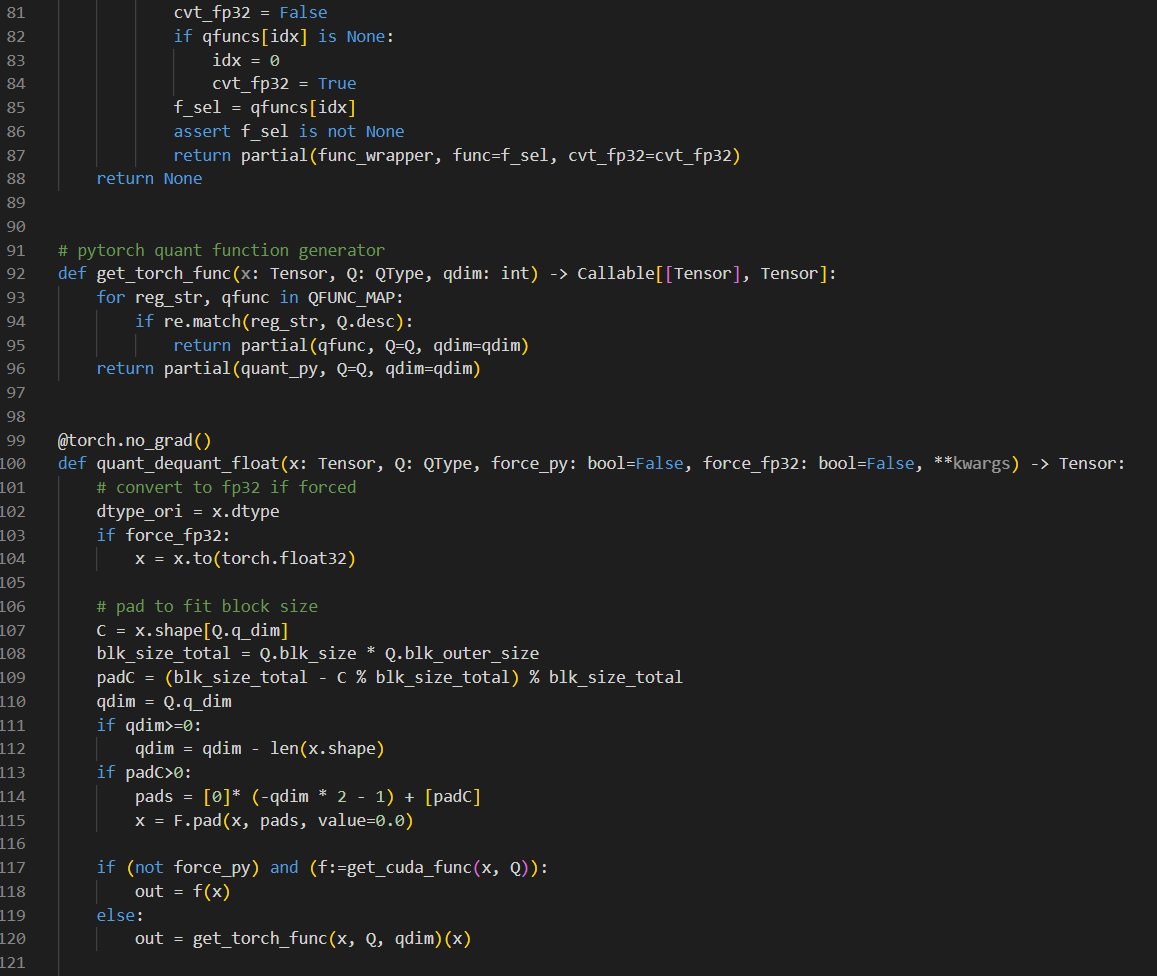 81 cvt_fp32 = False
82 if qfuncs[idx] is None:
83 idx = 0
84 cvt_fp32 = True
85 f_sel = qfuncs[idx]
86 assert f_sel is not None
87 return partial(func_wrapper, func=f_sel, cvt_fp32=cvt_fp32)
88 return None
89
90
91 # pytorch quant function generator
92 def get_torch_func(x: Tensor, Q: QType, qdim: int) -> Callable[[Tensor], Tensor]:
93 for reg_str, qfunc in QFUNC_MAP:
94 if re.match(reg_str, Q.desc):
95 return partial(qfunc, Q=Q, qdim=qdim)
96 return partial(quant_py, Q=Q, qdim=qdim)
97
98
99 @torch.no_grad()
100 def quant_dequant_float(x: Tensor, Q: QType, force_py: bool=False, force_fp32: bool=False, **kwargs) -> Tensor:
101 # convert to fp32 if forced
102 dtype_ori = x.dtype
103 if force_fp32:
104 x = x.to(torch.float32)
105
106 # pad to fit block size
107 C = x.shape[Q.q_dim]
108 blk_size_total = Q.blk_size * Q.blk_outer_size
109 padC = (blk_size_total - C % blk_size_total) % blk_size_total
110 qdim = Q.q_dim
111 if qdim>=0:
112 qdim = qdim - len(x.shape)
113 if padC>0:
114 pads = [0]* (-qdim * 2 - 1) + [padC]
115 x = F.pad(x, pads, value=0.0)
116
117 if (not force_py) and (f:=get_cuda_func(x, Q)):
118 out = f(x)
119 else:
120 out = get_torch_func(x, Q, qdim)(x)
121